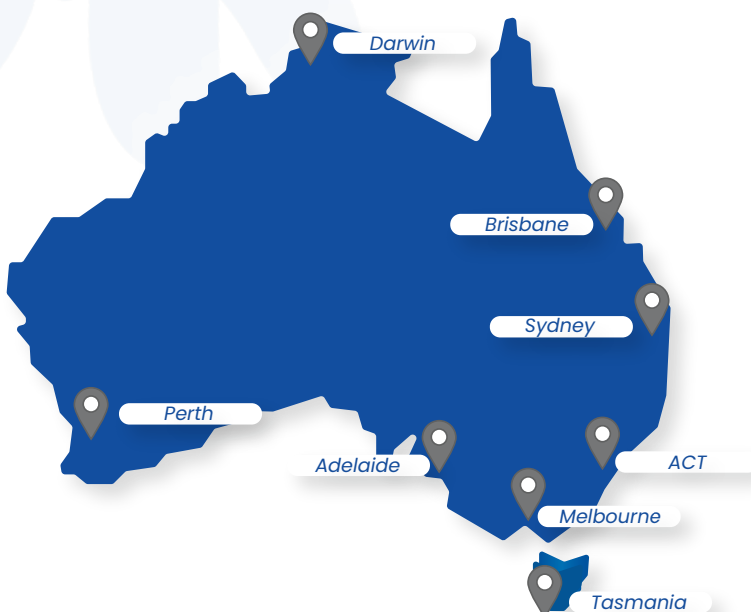 Darwin
Brisbane
Sydney
Perth
Adelaide
ACT
Melbourne
Tasmania